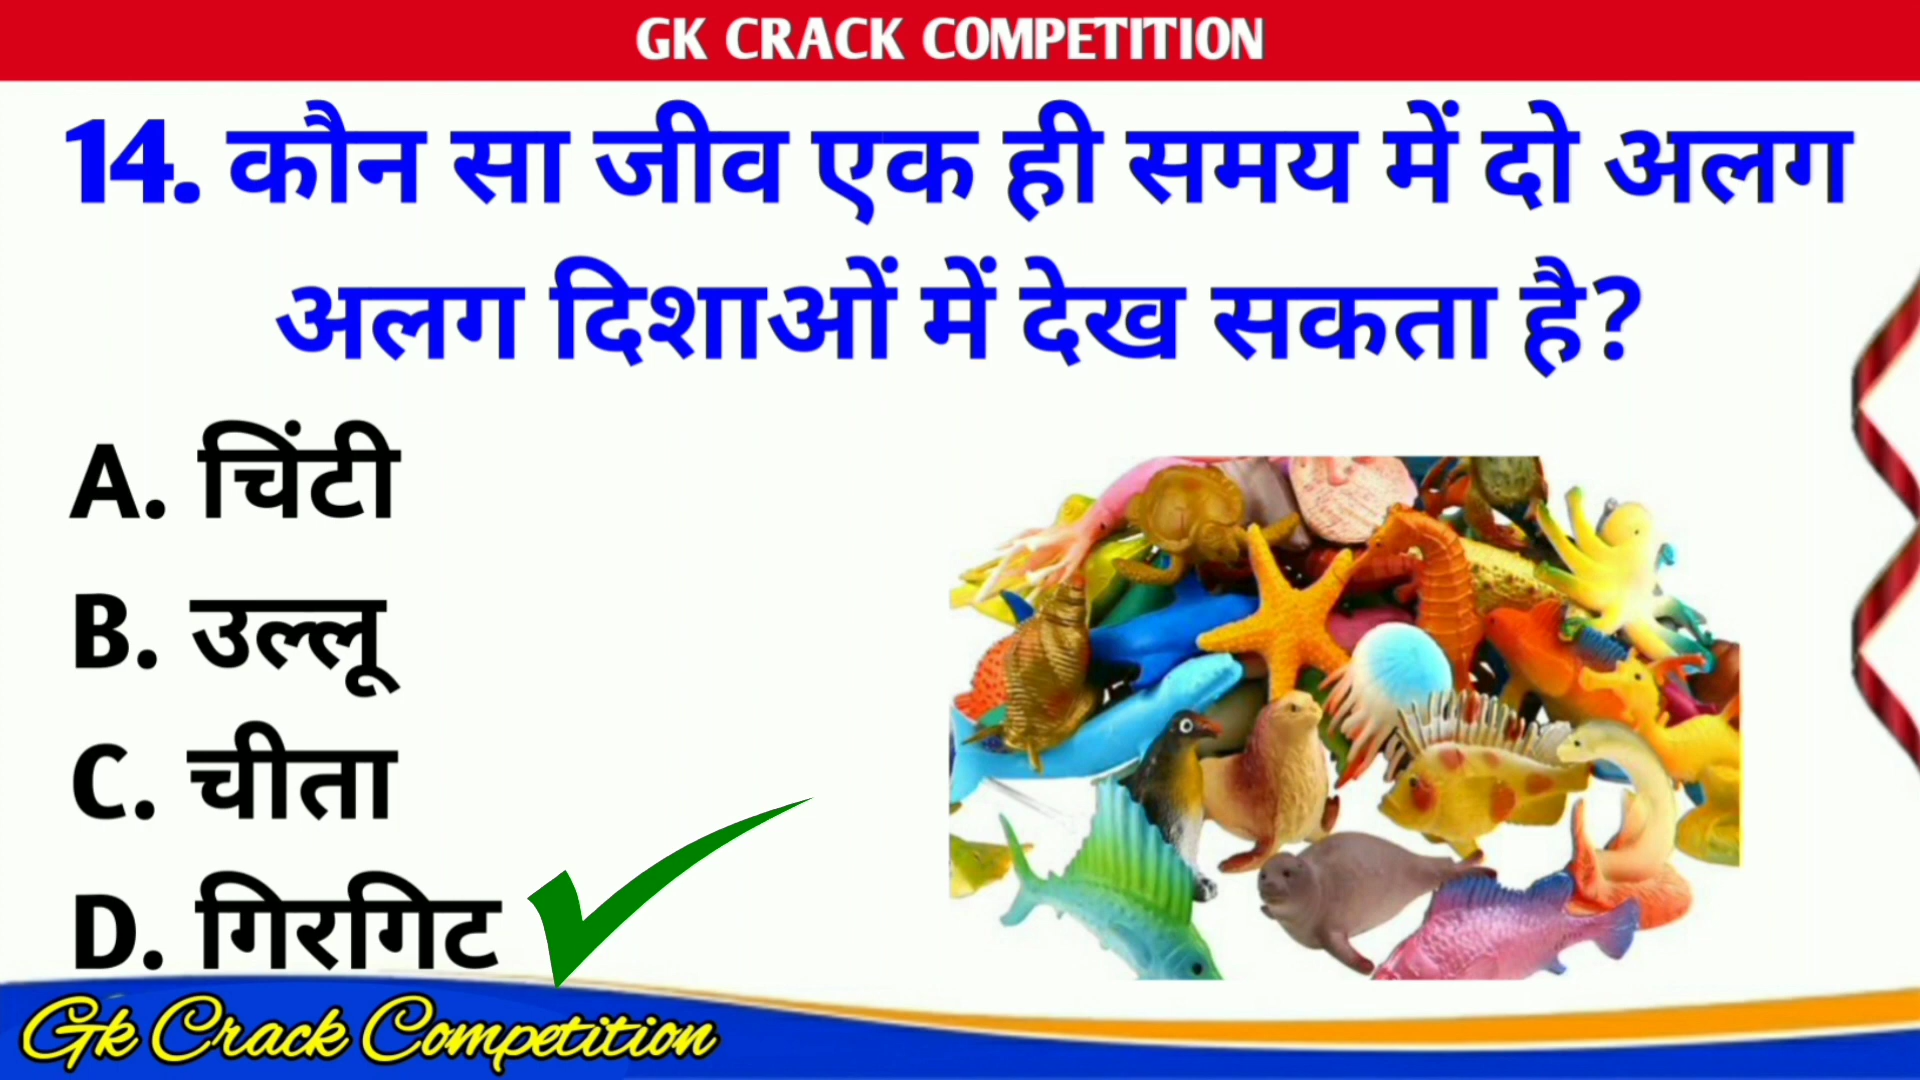 GK CRACK COMPETITION
14. कौन सा जीव एक ही समय में दो अलग
अलग दिशाओं में देख सकता है?
A. चिंटी
B. उल्लू
C. चीता
D. गिरगिट
Gk Crack Competition